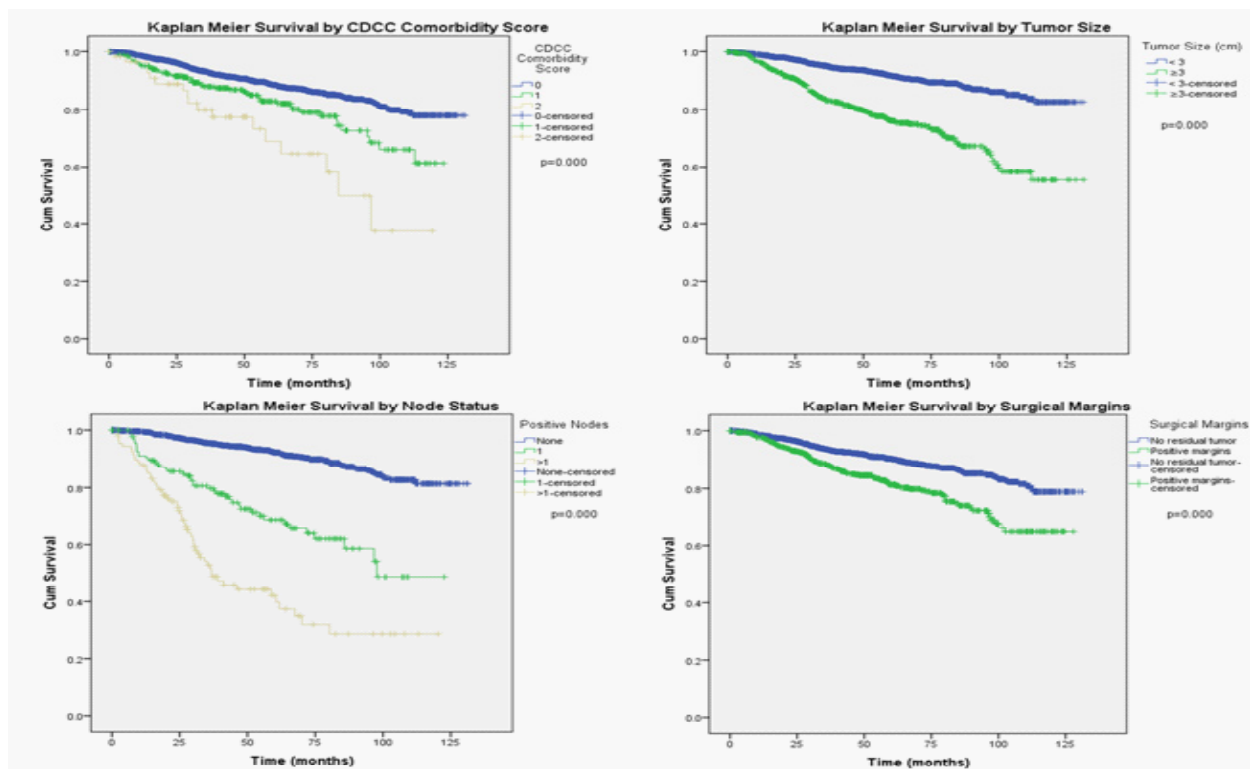 Kaplan Meier Survival by CDCC Comorbidity Score
CDCC
Comorbidity
Score
0
1
2
0-censored
1-censored
2-censored
p=0.000
1.0
0.8
0.6
0.4
0.2
0.0
Cum Survival
0 25 50 75 100 125
Time (months)
Kaplan Meier Survival by Tumor Size
Tumor Size (cm)
< 3
≥3
< 3-censored
≥3-censored
p=0.000
1.0
0.8
0.6
0.4
0.2
0.0
Cum Survival
0 25 50 75 100 125
Time (months)
Kaplan Meier Survival by Node Status
Positive Nodes
None
1
>1
None-censored
1-censored
>1-censored
p=0.000
1.0
0.8
0.6
0.4
0.2
0.0
Cum Survival
0 25 50 75 100 125
Time (months)
Kaplan Meier Survival by Surgical Margins
Surgical Margins
No residual tumor
Positive margins
No residual tumor-
censored
Positive margins-
censored
p=0.000
1.0
0.8
0.6
0.4
0.2
0.0
Cum Survival
0 25 50 75 100 125
Time (months)